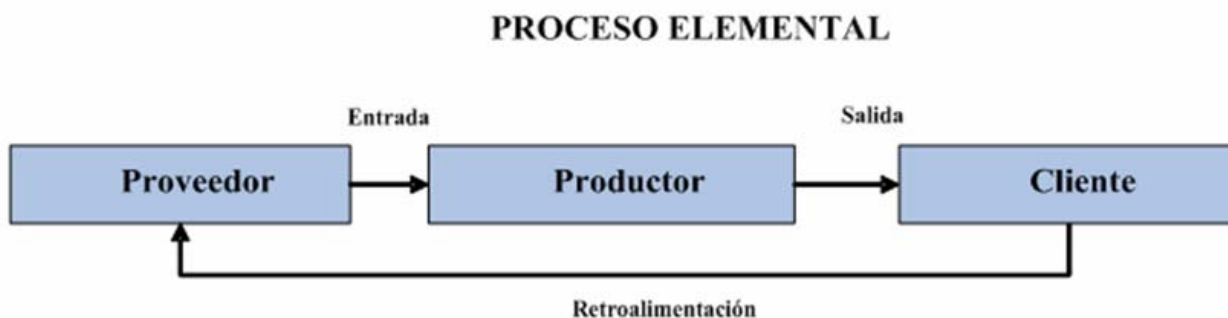 PROCESO ELEMENTAL
Entrada
Salida
Proveedor
Productor
Cliente
Retroalimentación